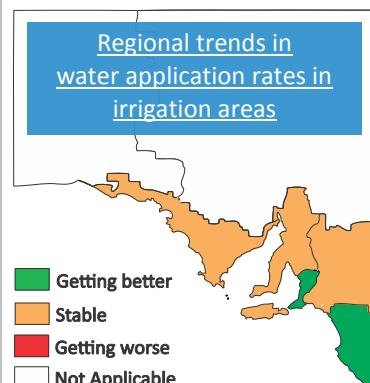 Regional trends in
water application rates in
irrigation areas
Getting better
Stable
Getting worse
Not Applicable